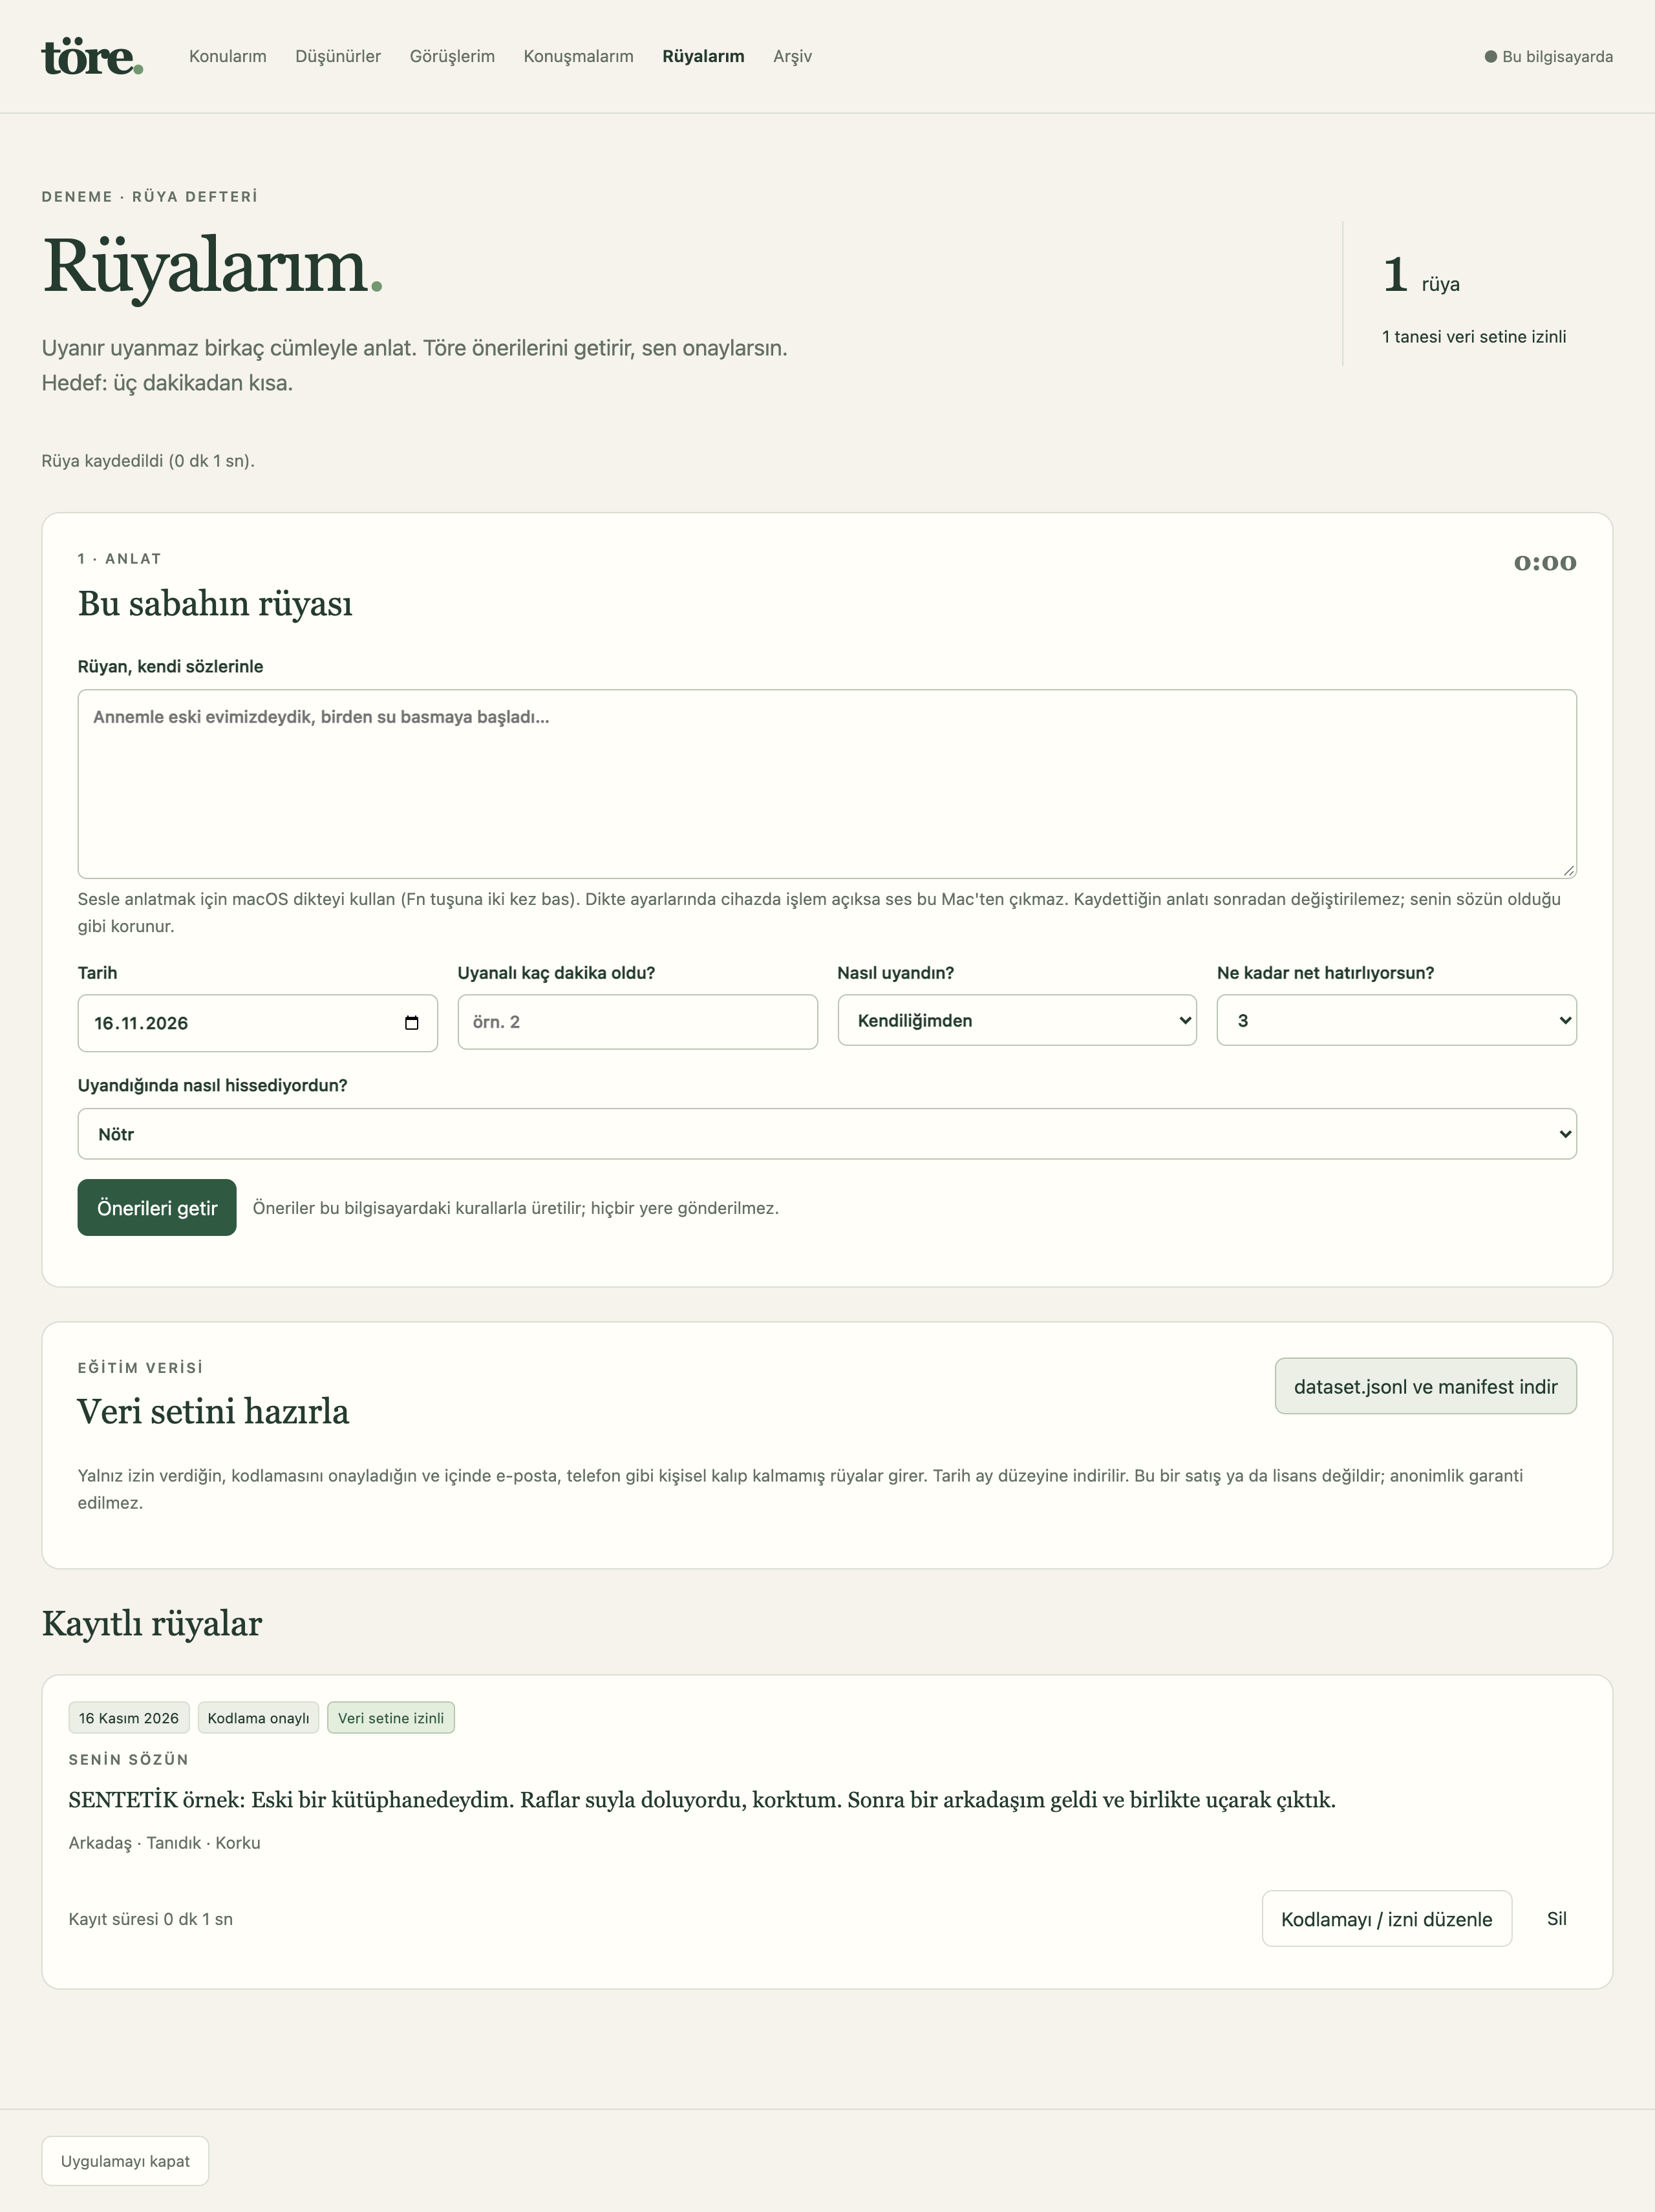 töre.
Konularım
Düşünürler
Görüşlerim
Konuşmalarım
Rüyalarım
Arşiv
Bu bilgisayarda
DENEME · RÜYA DEFTERİ
Rüyalarım.
Uyanır uyanmaz birkaç cümleyle anlat. Töre önerilerini getirir, sen onaylarsın.
Hedef: üç dakikadan kısa.
1 rüya
1 tanesi veri setine izinli
Rüya kaydedildi (0 dk 1 sn).
1 · ANLAT
0:00
Bu sabahın rüyası
Rüyan, kendi sözlerinle
Annemle eski evimizdeydik, birden su basmaya başladı...
Sesle anlatmak için macOS dikteyi kullan (Fn tuşuna iki kez bas). Dikte ayarlarında cihazda işlem açıksa ses bu Mac'ten çıkmaz. Kaydettiğin anlatı sonradan değiştirilemez; senin sözün olduğu
gibi korunur.
Tarih
Uyanalı kaç dakika oldu?
Nasıl uyandın?
Ne kadar net hatırlıyorsun?
16.11.2026
örn. 2
Kendiliğimden
3
Uyandığında nasıl hissediyordun?
Nötr
Önerileri getir
Öneriler bu bilgisayardaki kurallarla üretilir; hiçbir yere gönderilmez.
EĞİTİM VERİSİ
dataset.jsonl ve manifest indir
Veri setini hazırla
Yalnız izin verdiğin, kodlamasını onayladığın ve içinde e-posta, telefon gibi kişisel kalıp kalmamış rüyalar girer. Tarih ay düzeyine indirilir. Bu bir satış ya da lisans değildir; anonimlik garanti
edilmez.
Kayıtlı rüyalar
16 Kasım 2026
Kodlama onaylı
Veri setine izinli
SENİN SÖZÜN
SENTETİK örnek: Eski bir kütüphanedeydim. Raflar suyla doluyordu, korktum. Sonra bir arkadaşım geldi ve birlikte uçarak çıktık.
Arkadaş · Tanıdık · Korku
Kayıt süresi 0 dk 1 sn
Kodlamayı / izni düzenle
Sil
Uygulamayı kapat